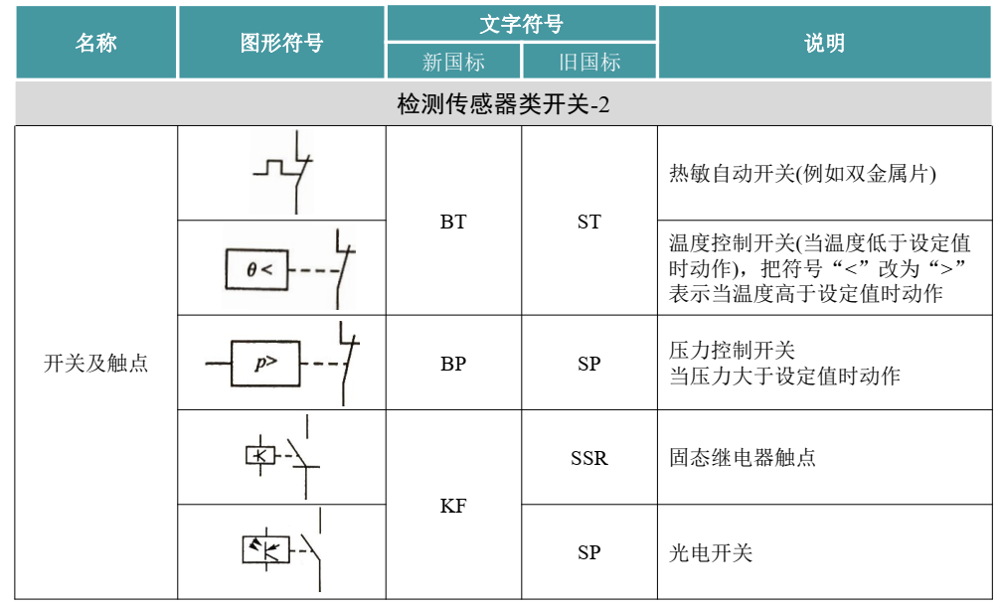 名称
图形符号
文字符号
新国标
旧国标
说明
检测传感器类开关-2
开关及触点
BT
ST
热敏自动开关(例如双金属片)
θ<
温度控制开关(当温度低于设定值
时动作)，把符号“<”改为“>”
表示当温度高于设定值时动作
p>
BP
SP
压力控制开关
当压力大于设定值时动作
KF
SSR
固态继电器触点
SP
光电开关